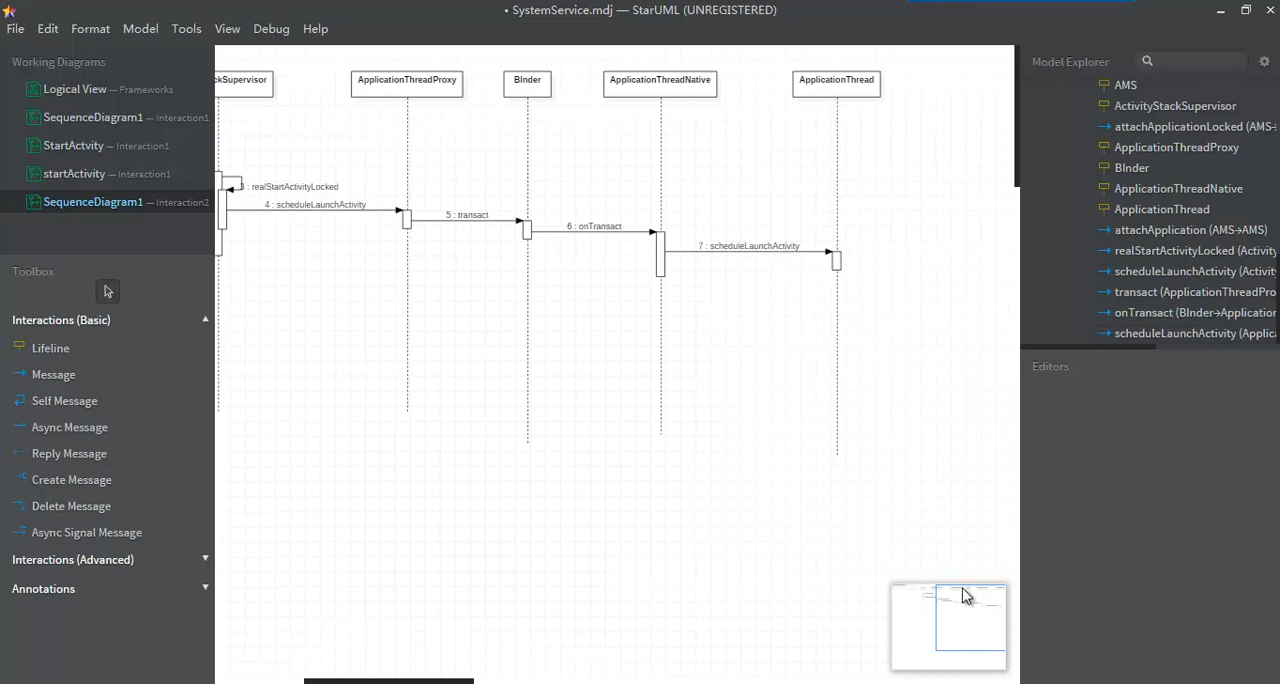 • SystemService.mdj — StarUML (UNREGISTERED)
File Edit Format Model Tools View Debug Help
Working Diagrams
Logical View — Frameworks
SequenceDiagram1 — Interaction1
StartActvity — Interaction1
startActivity — Interaction1
SequenceDiagram1 — Interaction2
Toolbox
Interactions (Basic)
Lifeline
Message
Self Message
Async Message
Reply Message
Create Message
Delete Message
Async Signal Message
Interactions (Advanced)
Annotations
ckSupervisor
ApplicationThreadProxy
BInder
ApplicationThreadNative
ApplicationThread
3 : realStartActivityLocked
4 : scheduleLaunchActivity
5 : transact
6 : onTransact
7 : scheduleLaunchActivity
Model Explorer
AMS
ActivityStackSupervisor
attachApplicationLocked (AMS→
ApplicationThreadProxy
BInder
ApplicationThreadNative
ApplicationThread
attachApplication (AMS→AMS)
realStartActivityLocked (Activity
scheduleLaunchActivity (Activity
transact (ApplicationThreadPro
onTransact (BInder→Application
scheduleLaunchActivity (Applic
Editors